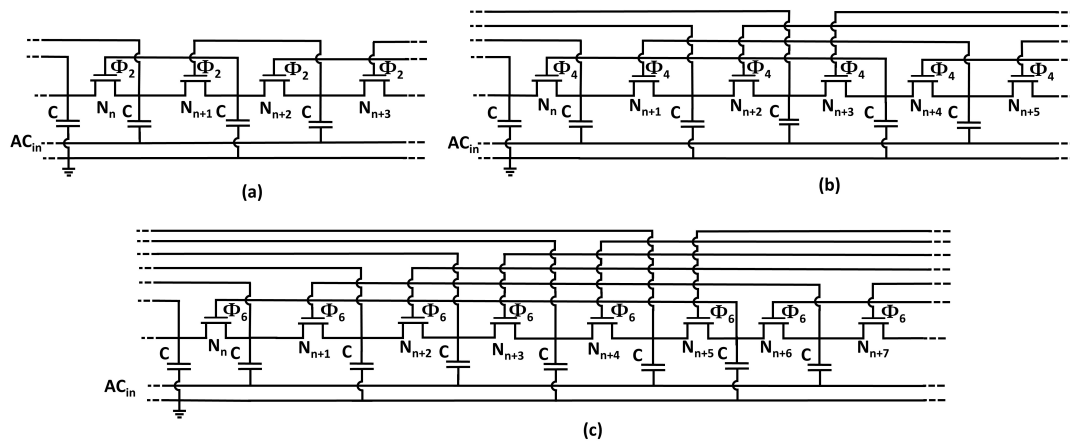 Φ2 Φ2 Φ2 Φ2
C Nn C Nn+1 C Nn+2 C Nn+3
ACin
(a)
Φ4 Φ4 Φ4 Φ4 Φ4 Φ4
C Nn C Nn+1 C Nn+2 C Nn+3 C Nn+4 C Nn+5
ACin
(b)
Φ6 Φ6 Φ6 Φ6 Φ6 Φ6 Φ6 Φ6
C Nn C Nn+1 C Nn+2 C Nn+3 C Nn+4 C Nn+5 C Nn+6 C Nn+7
ACin
(c)